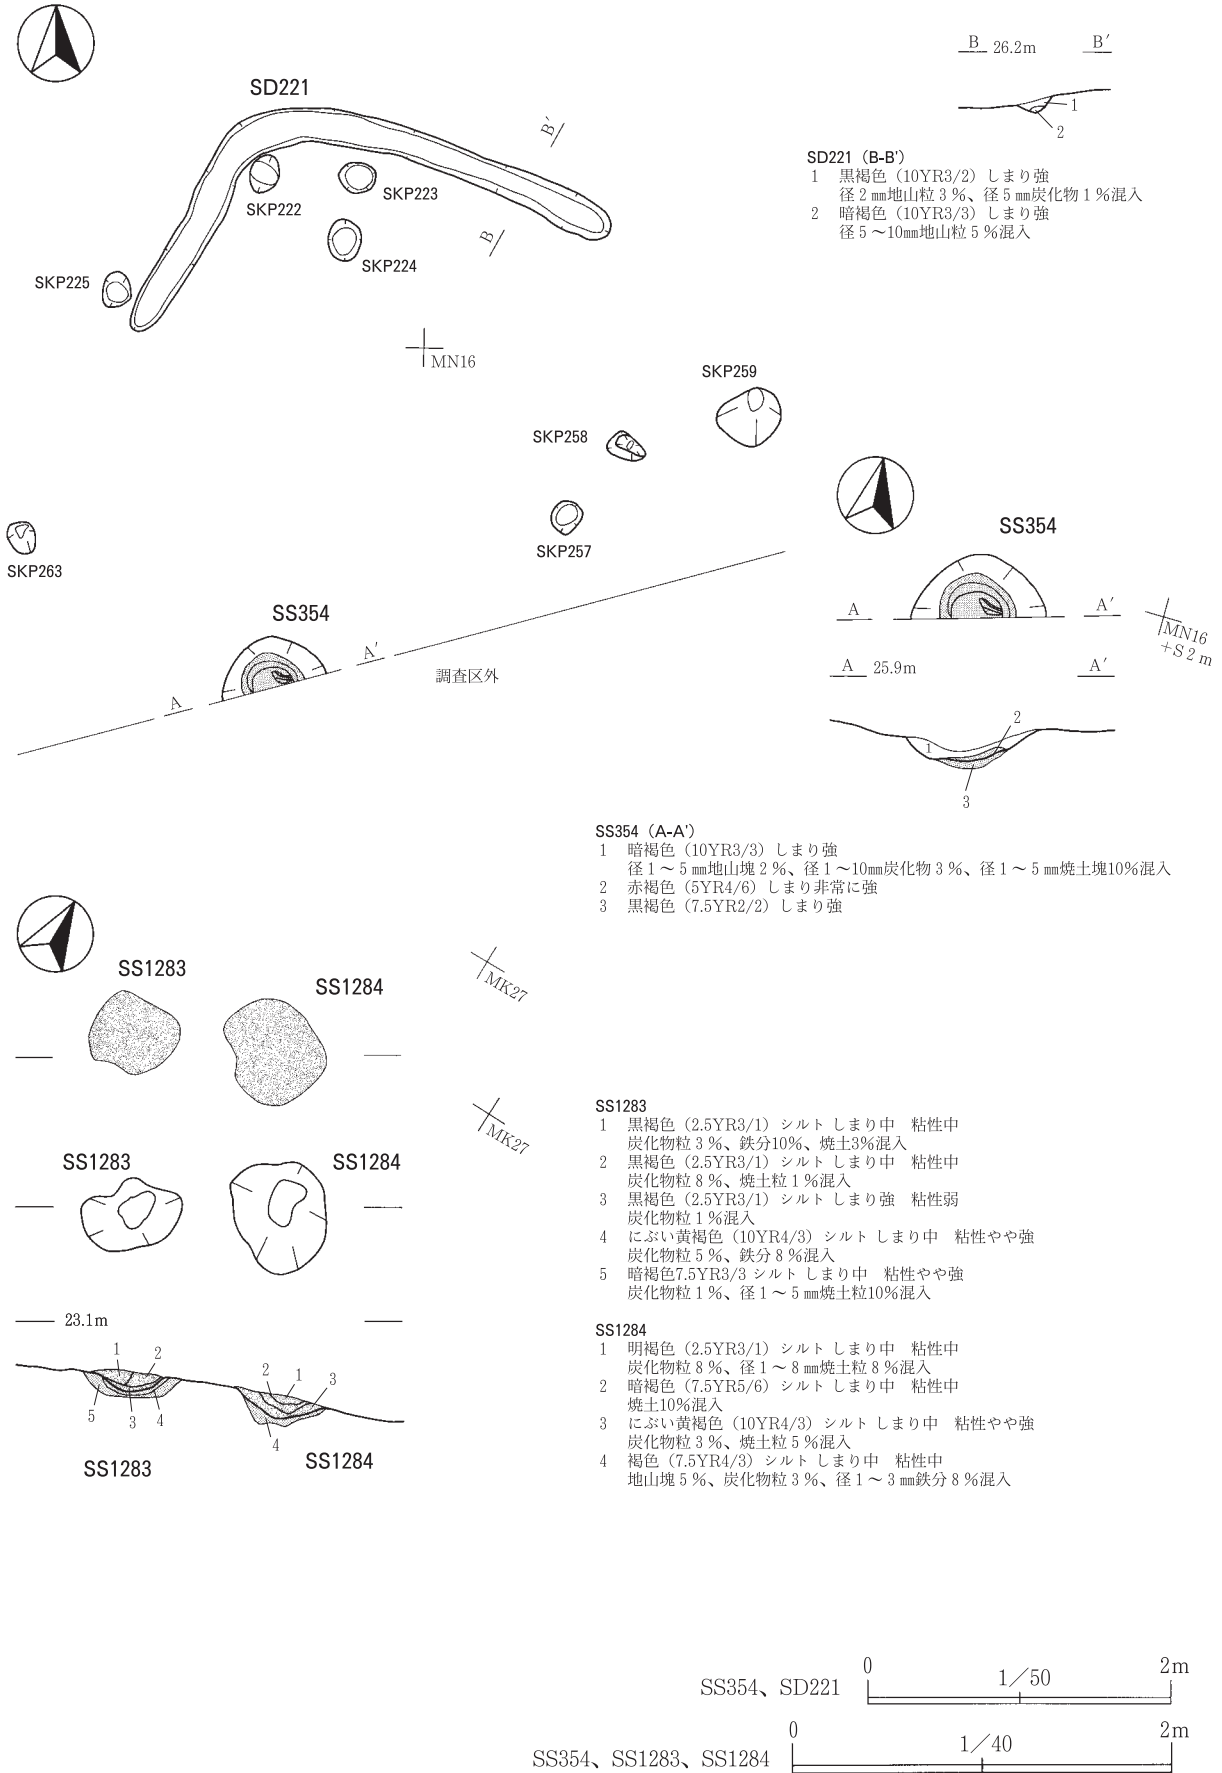 SD221
B
B′
SKP222
SKP223
SKP224
SKP225
MN16
B 26.2m B′
1
2
SD221（B-B'）
1 黒褐色（10YR3/2）しまり強
径２㎜地山粒３％、径５㎜炭化物１％混入
2 暗褐色（10YR3/3）しまり強
径５～10㎜地山粒５％混入
SKP259
SKP258
SKP257
SKP263
SS354
A
A′
調査区外
SS354
A A′
MN16
+S 2 m
A 25.9m A′
1
2
3
SS354（A-A'）
1 暗褐色（10YR3/3）しまり強
径１～５㎜地山塊２％、径１～10㎜炭化物３％、径１～５㎜焼土塊10％混入
2 赤褐色（5YR4/6）しまり非常に強
3 黒褐色（7.5YR2/2）しまり強
SS1283
SS1284
MK27
SS1283
SS1284
MK27
23.1m
1
2
5
3
4
2
1
3
4
SS1283
SS1284
SS1283
1 黒褐色（2.5YR3/1）シルト しまり中 粘性中
炭化物粒３％、鉄分10％、焼土3％混入
2 黒褐色（2.5YR3/1）シルト しまり中 粘性中
炭化物粒８％、焼土粒１％混入
3 黒褐色（2.5YR3/1）シルト しまり強 粘性弱
炭化物粒１％混入
4 にぶい黄褐色（10YR4/3）シルト しまり中 粘性やや強
炭化物粒５％、鉄分８％混入
5 暗褐色7.5YR3/3 シルト しまり中 粘性やや強
炭化物粒１％、径１～５㎜焼土粒10％混入
SS1284
1 明褐色（2.5YR3/1）シルト しまり中 粘性中
炭化物粒８％、径１～８㎜焼土粒８％混入
2 暗褐色（7.5YR5/6）シルト しまり中 粘性中
焼土10％混入
3 にぶい黄褐色（10YR4/3）シルト しまり中 粘性やや強
炭化物粒３％、焼土粒５％混入
4 褐色（7.5YR4/3）シルト しまり中 粘性中
地山塊５％、炭化物粒３％、径１～３㎜鉄分８％混入
SS354、SD221 0 1／50 2m
SS354、SS1283、SS1284 0 1／40 2m